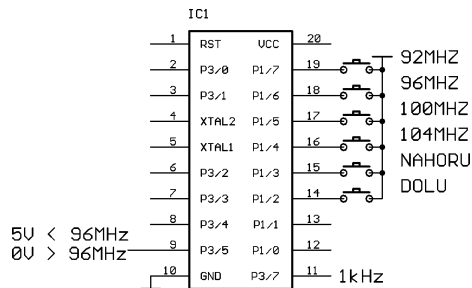 IC1
1 RST VCC 20
2 P3/0 P1/7 19 92MHZ
3 P3/1 P1/6 18 96MHZ
4 XTAL2 P1/5 17 100MHZ
5 XTAL1 P1/4 16 104MHZ
6 P3/2 P1/3 15 NAHORU
7 P3/3 P1/2 14 DOLU
8 P3/4 P1/1 13
5V < 96MHz
9 P3/5 P1/0 12
0V > 96MHz
10 GND P3/7 11 1kHz